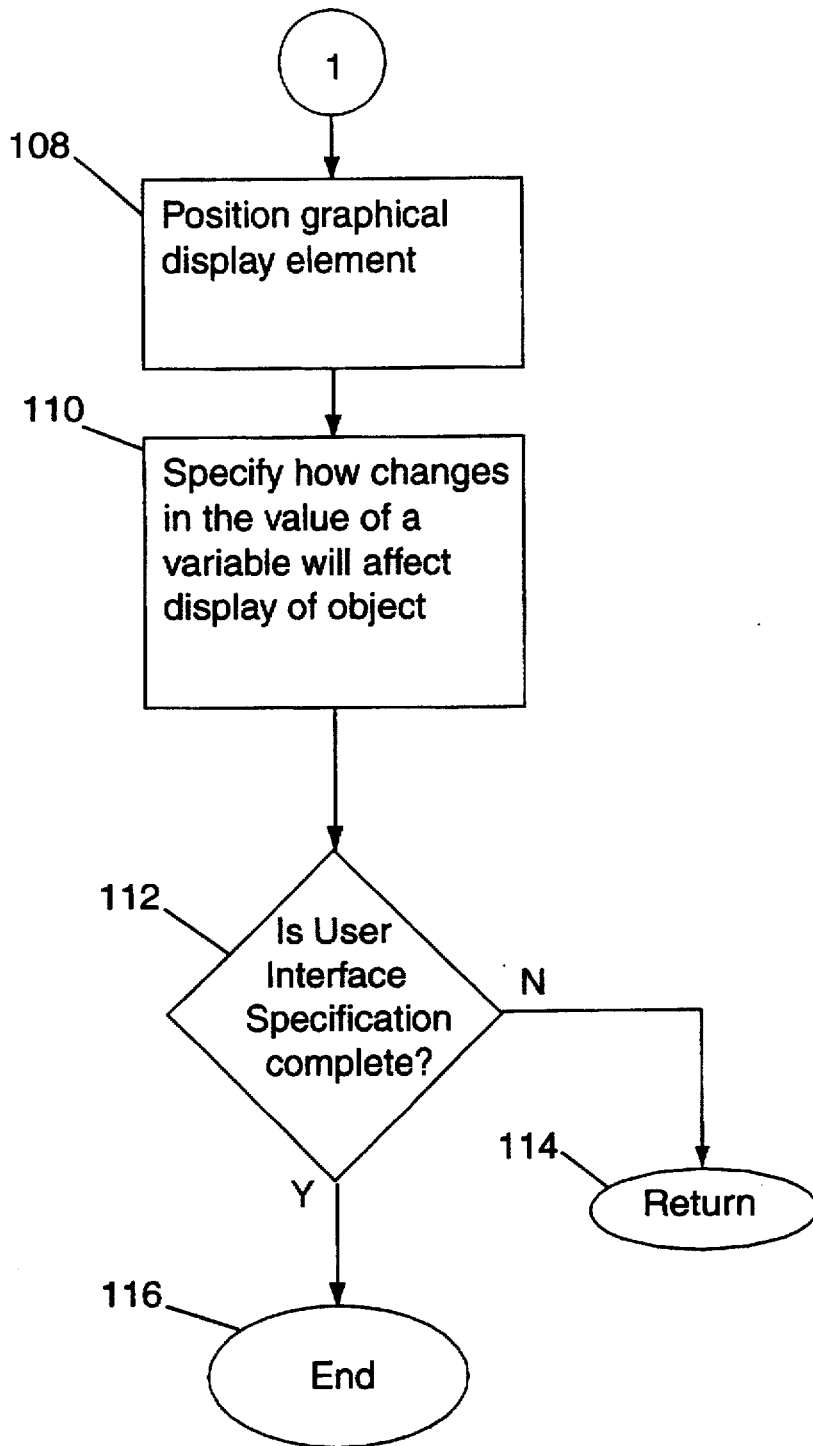 1
108
Position graphical
display element
110
Specify how changes
in the value of a
variable will affect
display of object
112
Is User
Interface
Specification
complete?
N
114
Return
Y
116
End